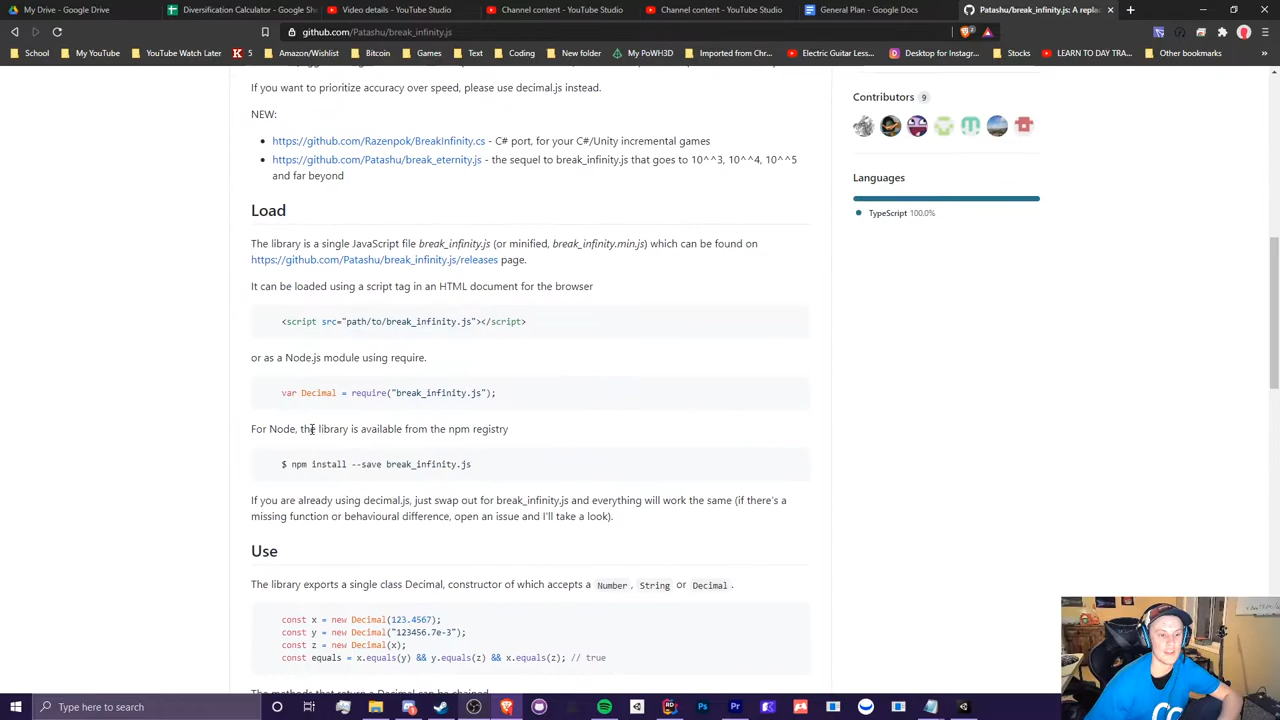 My Drive - Google Drive
Diversification Calculator - Google Sh
Video details - YouTube Studio
Channel content - YouTube Studio
Channel content - YouTube Studio
General Plan - Google Docs
Patashu/break_infinity.js: A repla
github.com/Patashu/break_infinity.js
School
My YouTube
YouTube Watch Later
5
Amazon/Wishlist
Bitcoin
Games
Text
Coding
New folder
My PoWH3D
Imported from Chro...
Electric Guitar Less...
Desktop for Instagr...
Stocks
LEARN TO DAY TRA...
Other bookmarks
If you want to prioritize accuracy over speed, please use decimal.js instead.
NEW:
https://github.com/Razenpok/BreakInfinity.cs - C# port, for your C#/Unity incremental games
https://github.com/Patashu/break_eternity.js - the sequel to break_infinity.js that goes to 10^^3, 10^^4, 10^^5
and far beyond
Load
The library is a single JavaScript file break_infinity.js (or minified, break_infinity.min.js) which can be found on
https://github.com/Patashu/break_infinity.js/releases page.
It can be loaded using a script tag in an HTML document for the browser
<script src="path/to/break_infinity.js"></script>
or as a Node.js module using require.
var Decimal = require("break_infinity.js");
For Node, the library is available from the npm registry
$ npm install --save break_infinity.js
If you are already using decimal.js, just swap out for break_infinity.js and everything will work the same (if there's a
missing function or behavioural difference, open an issue and I'll take a look).
Use
The library exports a single class Decimal, constructor of which accepts a Number, String or Decimal.
const x = new Decimal(123.4567);
const y = new Decimal("123456.7e-3");
const z = new Decimal(x);
const equals = x.equals(y) && y.equals(z) && x.equals(z); // true
The methods that return a Decimal can be chained
Contributors 9
Languages
TypeScript 100.0%
Type here to search